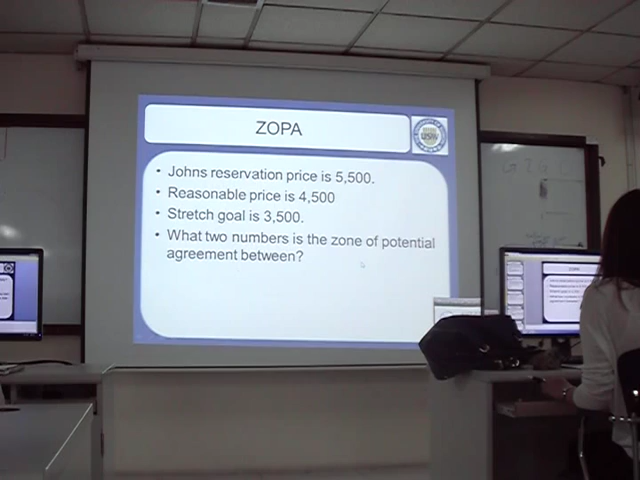 ZOPA
• Johns reservation price is 5,500.
• Reasonable price is 4,500
• Stretch goal is 3,500.
• What two numbers is the zone of potential
agreement between?